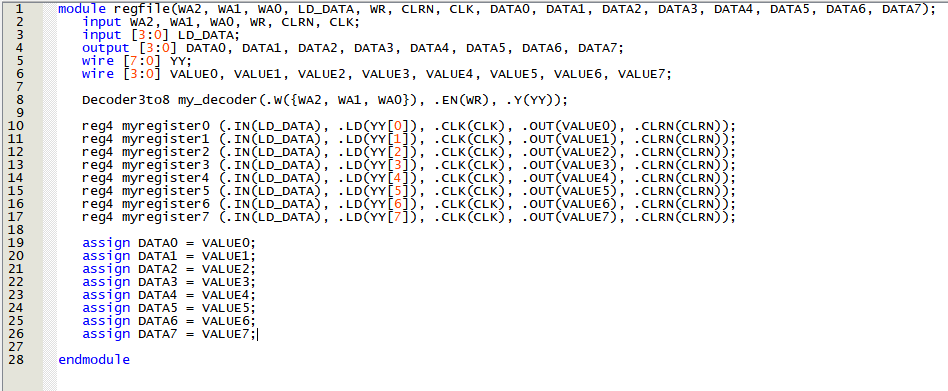 1 module regfile(WA2, WA1, WA0, LD_DATA, WR, CLRN, CLK, DATA0, DATA1, DATA2, DATA3, DATA4, DATA5, DATA6, DATA7);
2 input WA2, WA1, WA0, WR, CLRN, CLK;
3 input [3:0] LD_DATA;
4 output [3:0] DATA0, DATA1, DATA2, DATA3, DATA4, DATA5, DATA6, DATA7;
5 wire [7:0] YY;
6 wire [3:0] VALUE0, VALUE1, VALUE2, VALUE3, VALUE4, VALUE5, VALUE6, VALUE7;
7
8 Decoder3to8 my_decoder(.W({WA2, WA1, WA0}), .EN(WR), .Y(YY));
9
10 reg4 myregister0 (.IN(LD_DATA), .LD(YY[0]), .CLK(CLK), .OUT(VALUE0), .CLRN(CLRN));
11 reg4 myregister1 (.IN(LD_DATA), .LD(YY[1]), .CLK(CLK), .OUT(VALUE1), .CLRN(CLRN));
12 reg4 myregister2 (.IN(LD_DATA), .LD(YY[2]), .CLK(CLK), .OUT(VALUE2), .CLRN(CLRN));
13 reg4 myregister3 (.IN(LD_DATA), .LD(YY[3]), .CLK(CLK), .OUT(VALUE3), .CLRN(CLRN));
14 reg4 myregister4 (.IN(LD_DATA), .LD(YY[4]), .CLK(CLK), .OUT(VALUE4), .CLRN(CLRN));
15 reg4 myregister5 (.IN(LD_DATA), .LD(YY[5]), .CLK(CLK), .OUT(VALUE5), .CLRN(CLRN));
16 reg4 myregister6 (.IN(LD_DATA), .LD(YY[6]), .CLK(CLK), .OUT(VALUE6), .CLRN(CLRN));
17 reg4 myregister7 (.IN(LD_DATA), .LD(YY[7]), .CLK(CLK), .OUT(VALUE7), .CLRN(CLRN));
18
19 assign DATA0 = VALUE0;
20 assign DATA1 = VALUE1;
21 assign DATA2 = VALUE2;
22 assign DATA3 = VALUE3;
23 assign DATA4 = VALUE4;
24 assign DATA5 = VALUE5;
25 assign DATA6 = VALUE6;
26 assign DATA7 = VALUE7;
27
28 endmodule